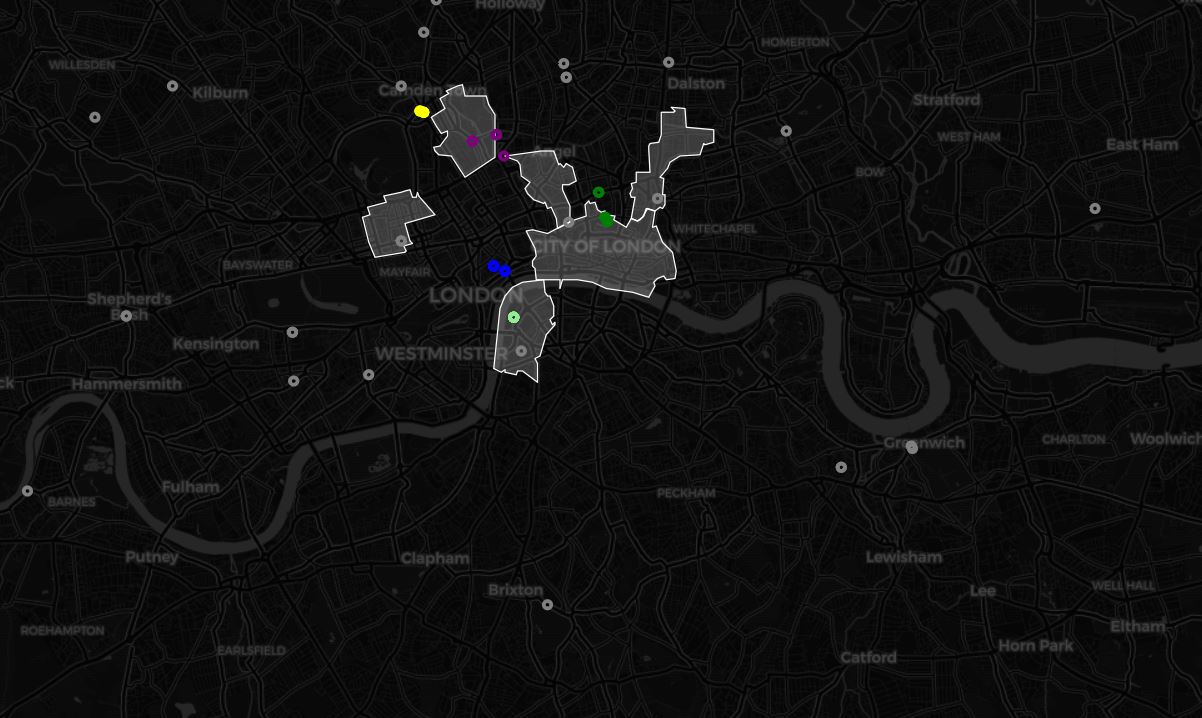 Holloway
HOMERTON
WILLESDEN
Kilburn
Camden Town
Dalston
Stratford
WEST HAM
East Ham
Angel
BOW
WHITECHAPEL
CITY OF LONDON
BAYSWATER
MAYFAIR
LONDON
Shepherd's
Bush
Kensington
WESTMINSTER
ck
Hammersmith
Greenwich
CHARLTON
Woolwich
Fulham
BARNES
PECKHAM
Putney
Clapham
Lewisham
WELL HALL
Brixton
Lee
ROEHAMPTON
EARLSFIELD
Eltham
Horn Park
Catford